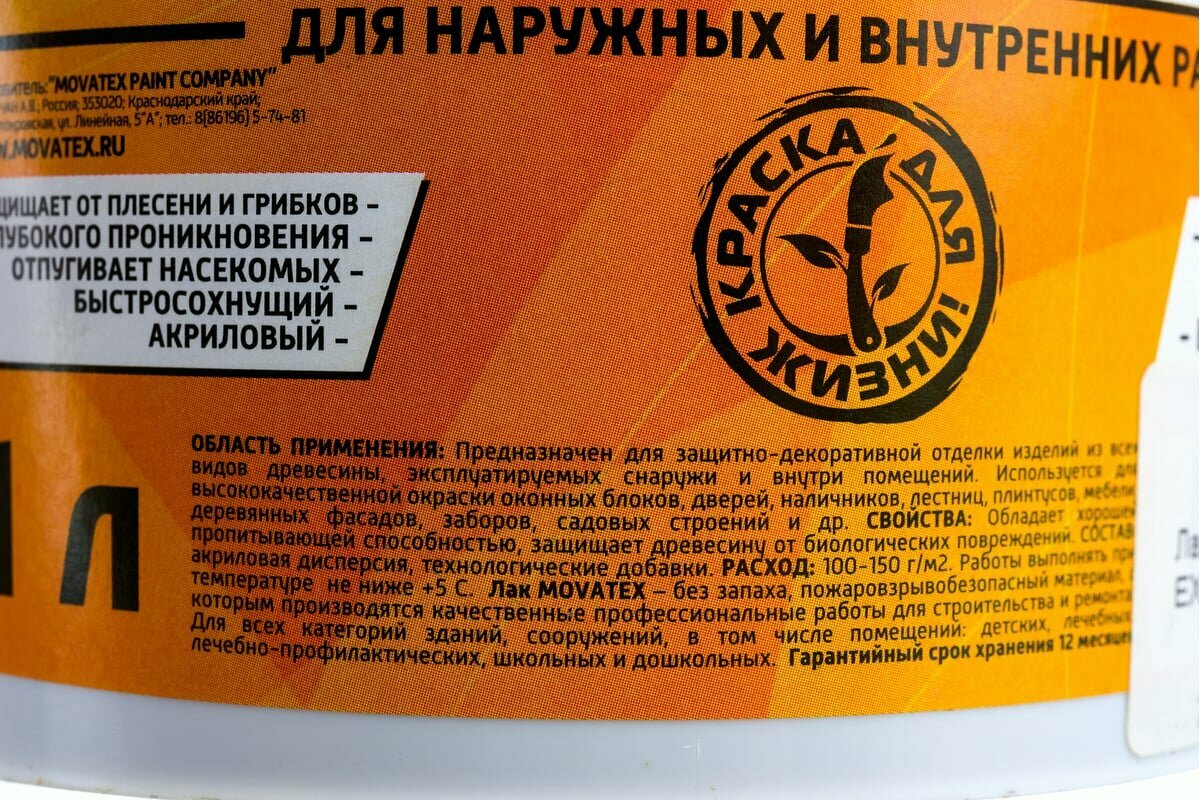 ДЛЯ НАРУЖНЫХ И ВНУТРЕННИХ
"MOVATEX PAINT COMPANY"
Россия; 353020; Краснодарский край;
ул. Линейная, 5"А"; тел.: 8(86196) 5-74-81
MOVATEX.RU
ОТ ПЛЕСЕНИ И ГРИБКОВ -
ПРОНИКНОВЕНИЯ -
ОТПУГИВАЕТ НАСЕКОМЫХ -
БЫСТРОСОХНУЩИЙ -
АКРИЛОВЫЙ -
КРАСКА ДЛЯ
ЖИЗНИ!
л
ОБЛАСТЬ ПРИМЕНЕНИЯ: Предназначен для защитно-декоративной отделки изделий из всех
видов древесины, эксплуатируемых снаружи и внутри помещений. Используется для
высококачественной окраски оконных блоков, дверей, наличников, лестниц, плинтусов, мебели,
деревянных фасадов, заборов, садовых строений и др. СВОЙСТВА: Обладает хорошей
пропитывающей способностью, защищает древесину от биологических повреждений. СОСТАВ:
акриловая дисперсия, технологические добавки. РАСХОД: 100-150 г/м2. Работы выполнять при
температуре не ниже +5 С. Лак MOVATEX – без запаха, пожаровзрывобезопасный материал, с
которым производятся качественные профессиональные работы для строительства и ремонта.
Для всех категорий зданий, сооружений, в том числе помещений: детских, лечебных,
лечебно-профилактических, школьных и дошкольных. Гарантийный срок хранения 12 месяцев